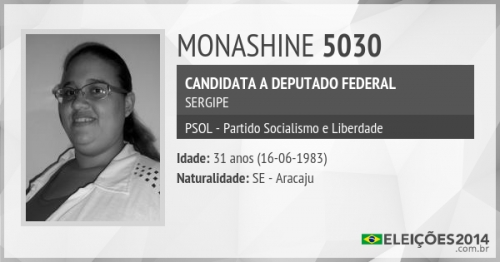 MONASHINE 5030
CANDIDATA A DEPUTADO FEDERAL
SERGIPE
PSOL - Partido Socialismo e Liberdade
Idade: 31 anos (16-06-1983)
Naturalidade: SE - Aracaju
ELEIÇÕES2014
.com.br